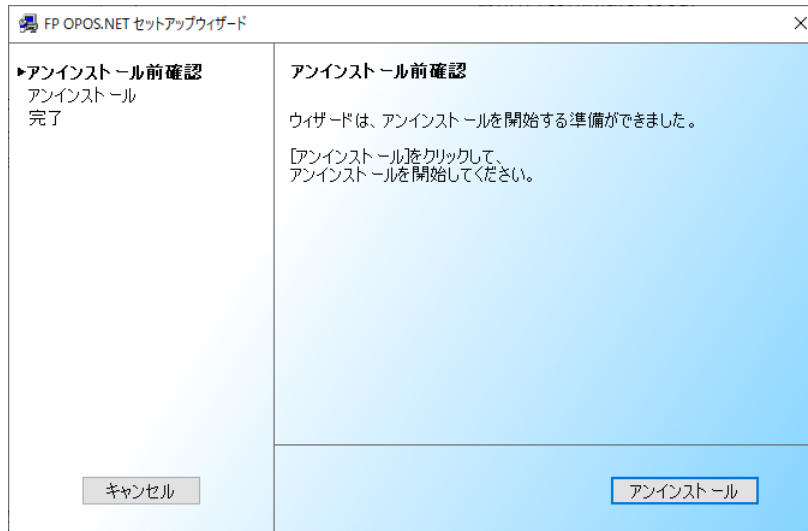 FP OPOS.NET セットアップウィザード
▶アンインストール前確認
アンインストール
完了
アンインストール前確認
ウィザードは、アンインストールを開始する準備ができました。
[アンインストール]をクリックして、
アンインストールを開始してください。
キャンセル
アンインストール